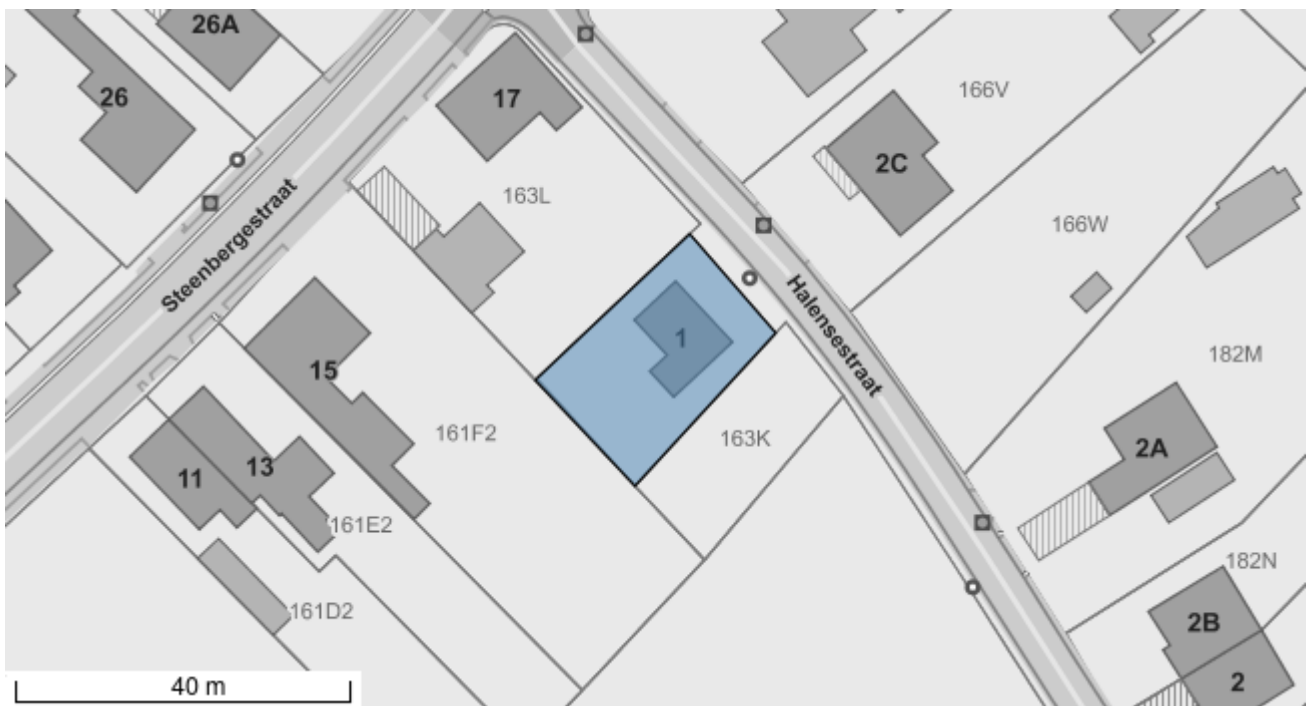 26A
26
17
166V
2C
163L
Steenbergestraat
166W
Halensestraat
1
182M
15
161F2
163K
2A
11
13
161E2
182N
161D2
2B
2
40 m